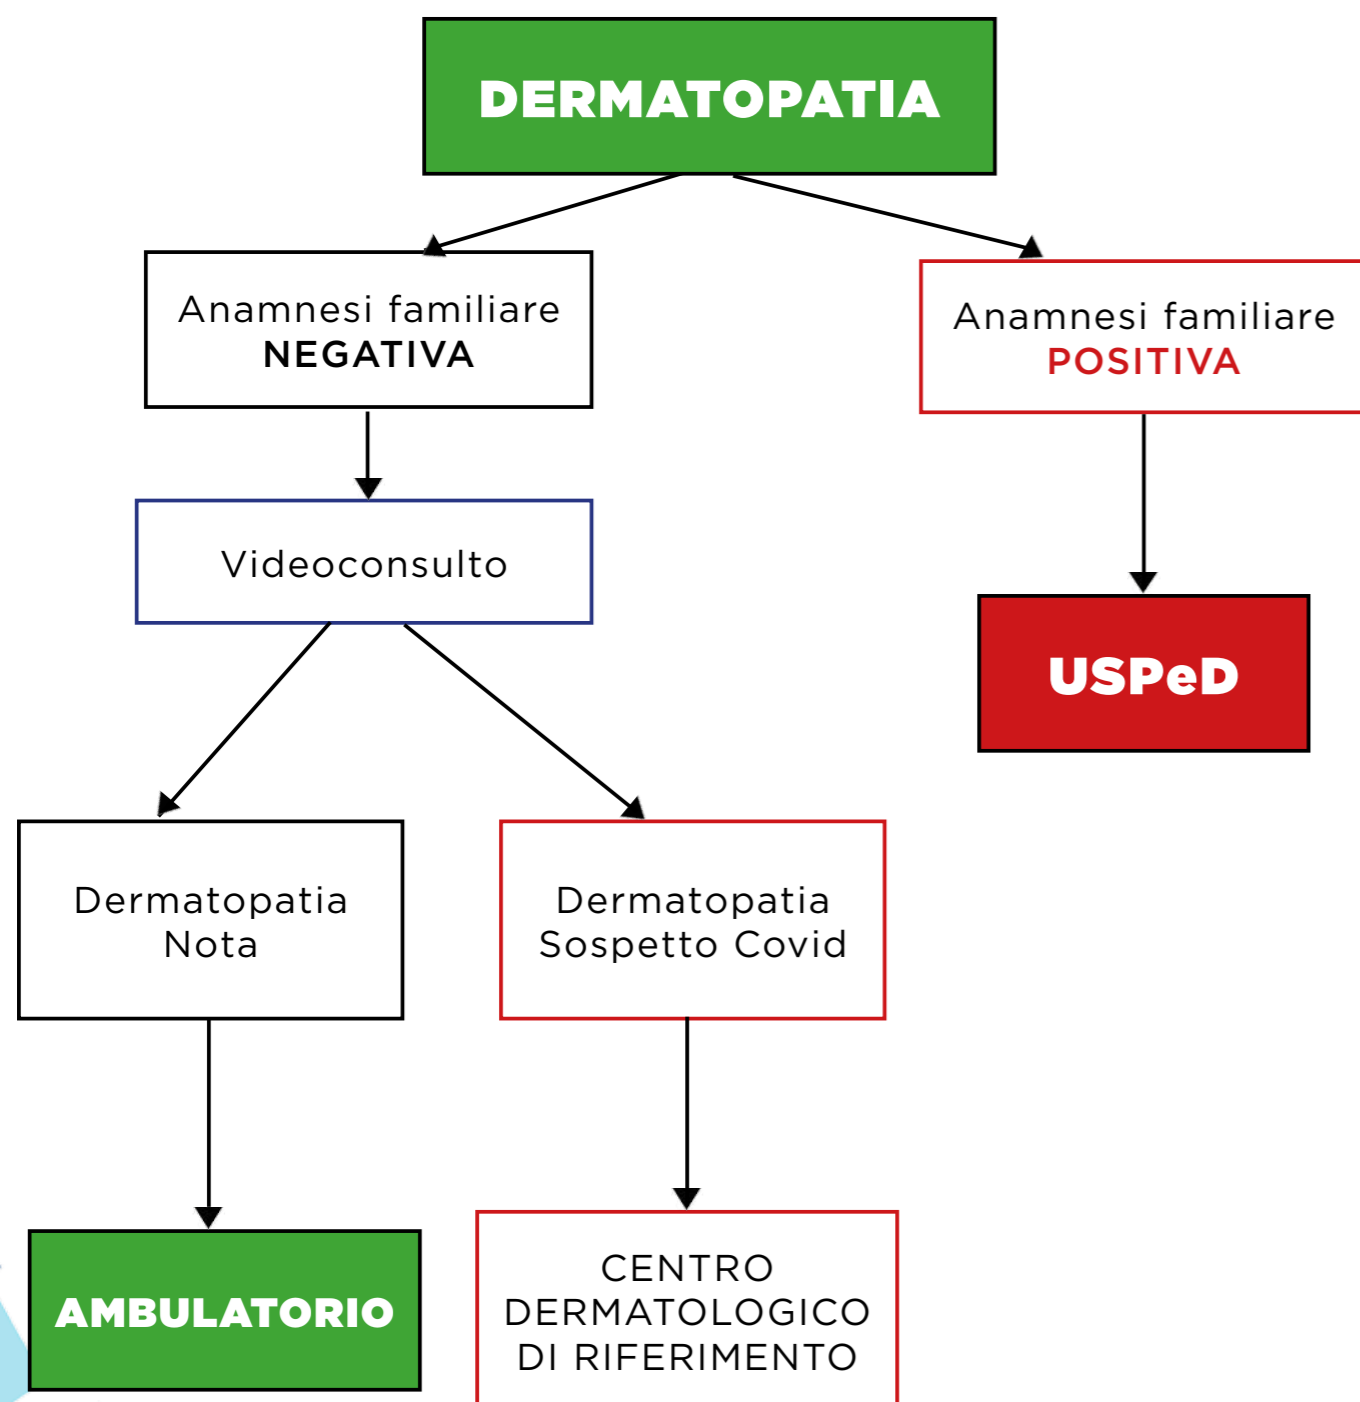 DERMATOPATIA
Anamnesi familiare
NEGATIVA
Anamnesi familiare
POSITIVA
Videoconsulto
USPeD
Dermatopatia
Nota
Dermatopatia
Sospetto Covid
AMBULATORIO
CENTRO
DERMATOLOGICO
DI RIFERIMENTO